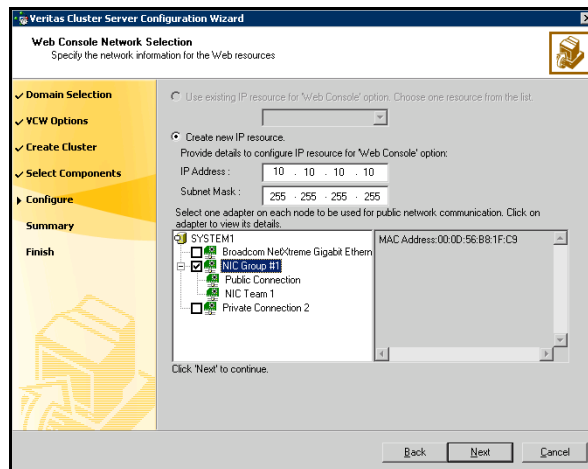 Veritas Cluster Server Configuration Wizard
Web Console Network Selection
Specify the network information for the Web resources
Domain Selection
VCW Options
Create Cluster
Select Components
Configure
Summary
Finish
Use existing IP resource for 'Web Console' option. Choose one resource from the list.
Create new IP resource.
Provide details to configure IP resource for 'Web Console' option:
IP Address : 10 . 10 . 10 . 10
Subnet Mask : 255 . 255 . 255 . 255
Select one adapter on each node to be used for public network communication. Click on
adapter to view its details.
SYSTEM1
Broadcom NetXtreme Gigabit Ethern
NIC Group #1
Public Connection
NIC Team 1
Private Connection 2
MAC Address:00:0D:56:B8:1F:C9
Click 'Next' to continue.
Back Next Cancel